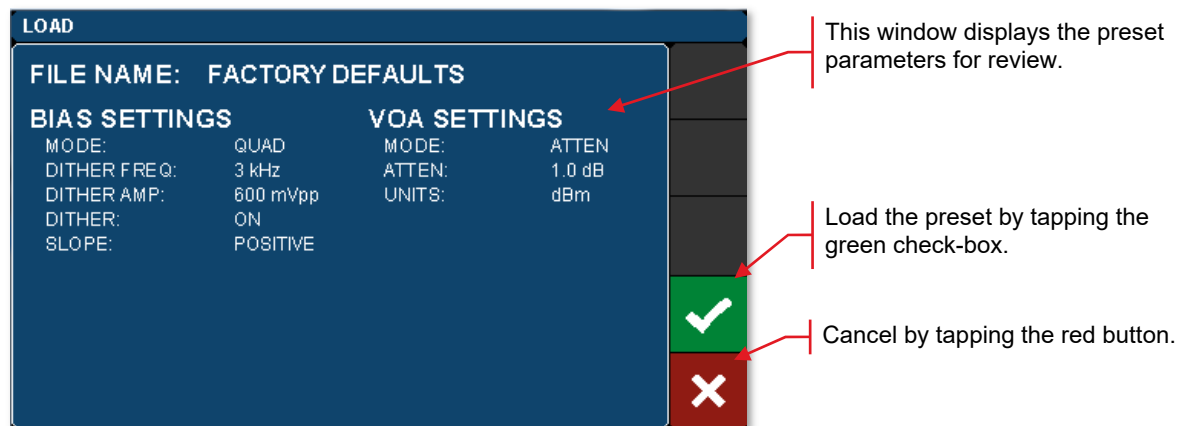 LOAD
FILE NAME: FACTORY DEFAULTS
BIAS SETTINGS
MODE: QUAD
DITHER FREQ: 3 kHz
DITHER AMP: 600 mVpp
DITHER: ON
SLOPE: POSITIVE
VOA SETTINGS
MODE: ATTEN
ATTEN: 1.0 dB
UNITS: dBm
This window displays the preset
parameters for review.
Load the preset by tapping the
green check-box.
Cancel by tapping the red button.